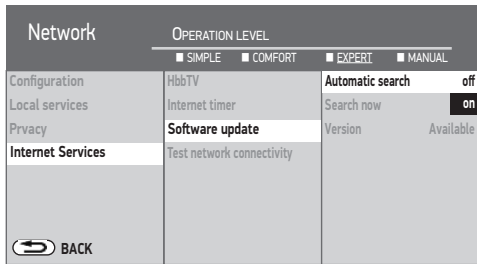 Network
OPERATION LEVEL
SIMPLE COMFORT EXPERT MANUAL
Configuration HbbTV Automatic search off
Local services Internet timer Search now on
Prvacy Software update Version Available
Internet Services Test network connectivity
BACK